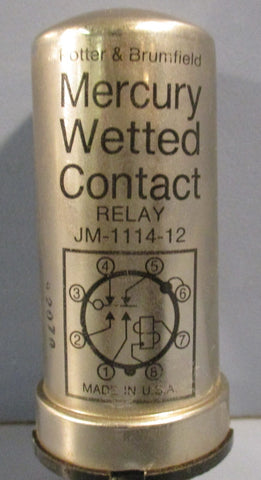 Potter & Brumfield
Mercury
Wetted
Contact
RELAY
JM-1114-12
4 5
3 6
2 7
1 8
MADE IN U.S.A.